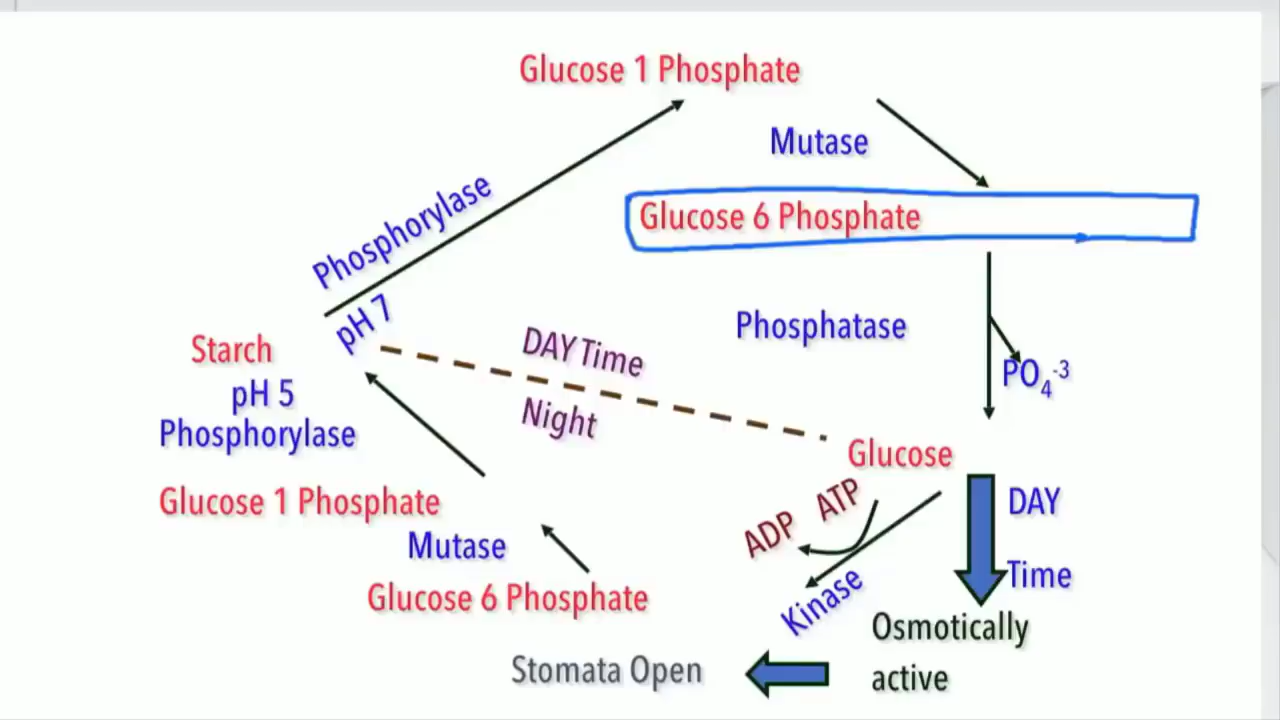 Glucose 1 Phosphate
Mutase
Phosphorylase
Glucose 6 Phosphate
pH 7
Phosphatase
Starch
DAY Time
PO₄⁻³
pH 5
Night
Phosphorylase
Glucose
Glucose 1 Phosphate
ATP
DAY
ADP
Mutase
Time
Glucose 6 Phosphate
Kinase
Osmotically
active
Stomata Open